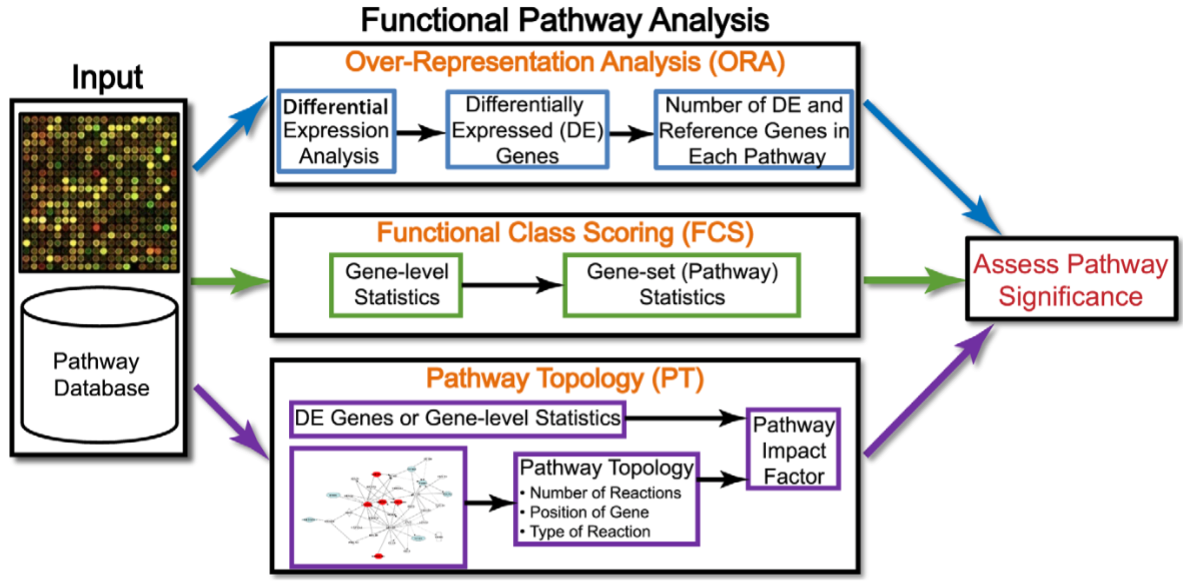 Functional Pathway Analysis
Input
Pathway
Database
Over-Representation Analysis (ORA)
Differential
Expression
Analysis
Differentially
Expressed (DE)
Genes
Number of DE and
Reference Genes in
Each Pathway
Functional Class Scoring (FCS)
Gene-level
Statistics
Gene-set (Pathway)
Statistics
Pathway Topology (PT)
DE Genes or Gene-level Statistics
Pathway Topology
• Number of Reactions
• Position of Gene
• Type of Reaction
Pathway
Impact
Factor
Assess Pathway
Significance